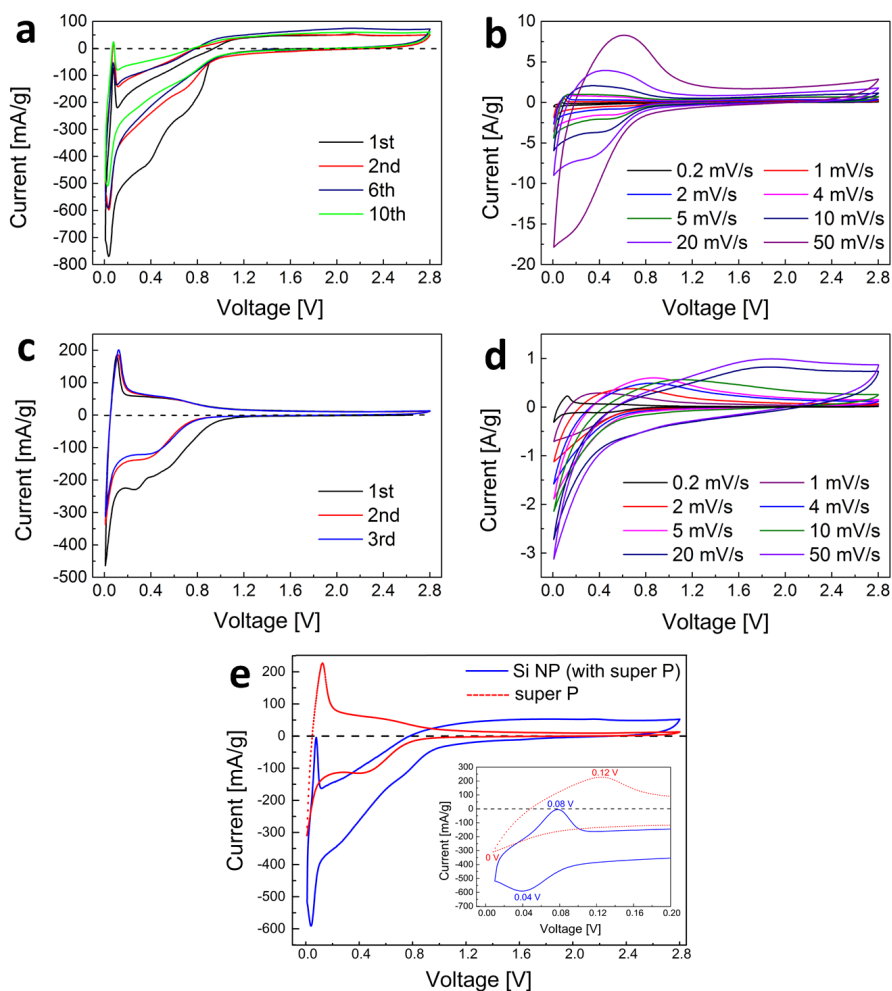 a
100
0
-100
-200
-300
-400
-500
-600
-700
-800
Current [mA/g]
1st
2nd
6th
10th
0.0 0.4 0.8 1.2 1.6 2.0 2.4 2.8
Voltage [V]
b
10
5
0
-5
-10
-15
-20
Current [A/g]
0.2 mV/s 1 mV/s
2 mV/s 4 mV/s
5 mV/s 10 mV/s
20 mV/s 50 mV/s
0.0 0.4 0.8 1.2 1.6 2.0 2.4 2.8
Voltage [V]
c
200
100
0
-100
-200
-300
-400
-500
Current [mA/g]
1st
2nd
3rd
0.0 0.4 0.8 1.2 1.6 2.0 2.4 2.8
Voltage [V]
d
1
0
-1
-2
-3
Current [A/g]
0.2 mV/s 1 mV/s
2 mV/s 4 mV/s
5 mV/s 10 mV/s
20 mV/s 50 mV/s
0.0 0.4 0.8 1.2 1.6 2.0 2.4 2.8
Voltage [V]
e
Si NP (with super P)
super P
200
100
0
-100
-200
-300
-400
-500
-600
Current [mA/g]
0.0 0.4 0.8 1.2 1.6 2.0 2.4 2.8
Voltage [V]
300
200
100
0
-100
-200
-300
-400
-500
-600
-700
Current [mA/g]
0.12 V
0.08 V
0 V
0.04 V
0.00 0.04 0.08 0.12 0.16 0.20
Voltage [V]